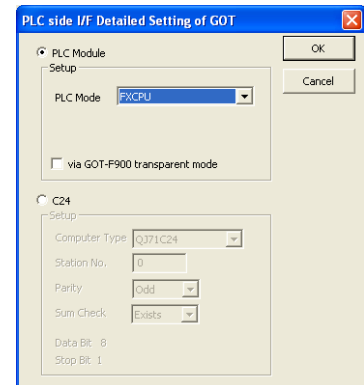 PLC side I/F Detailed Setting of GOT
PLC Module
OK
Setup
Cancel
PLC Mode FXCPU
via GOT-F900 transparent mode
C24
Setup
Computer Type QJ71C24
Station No. 0
Parity Odd
Sum Check Exists
Data Bit 8
Stop Bit 1